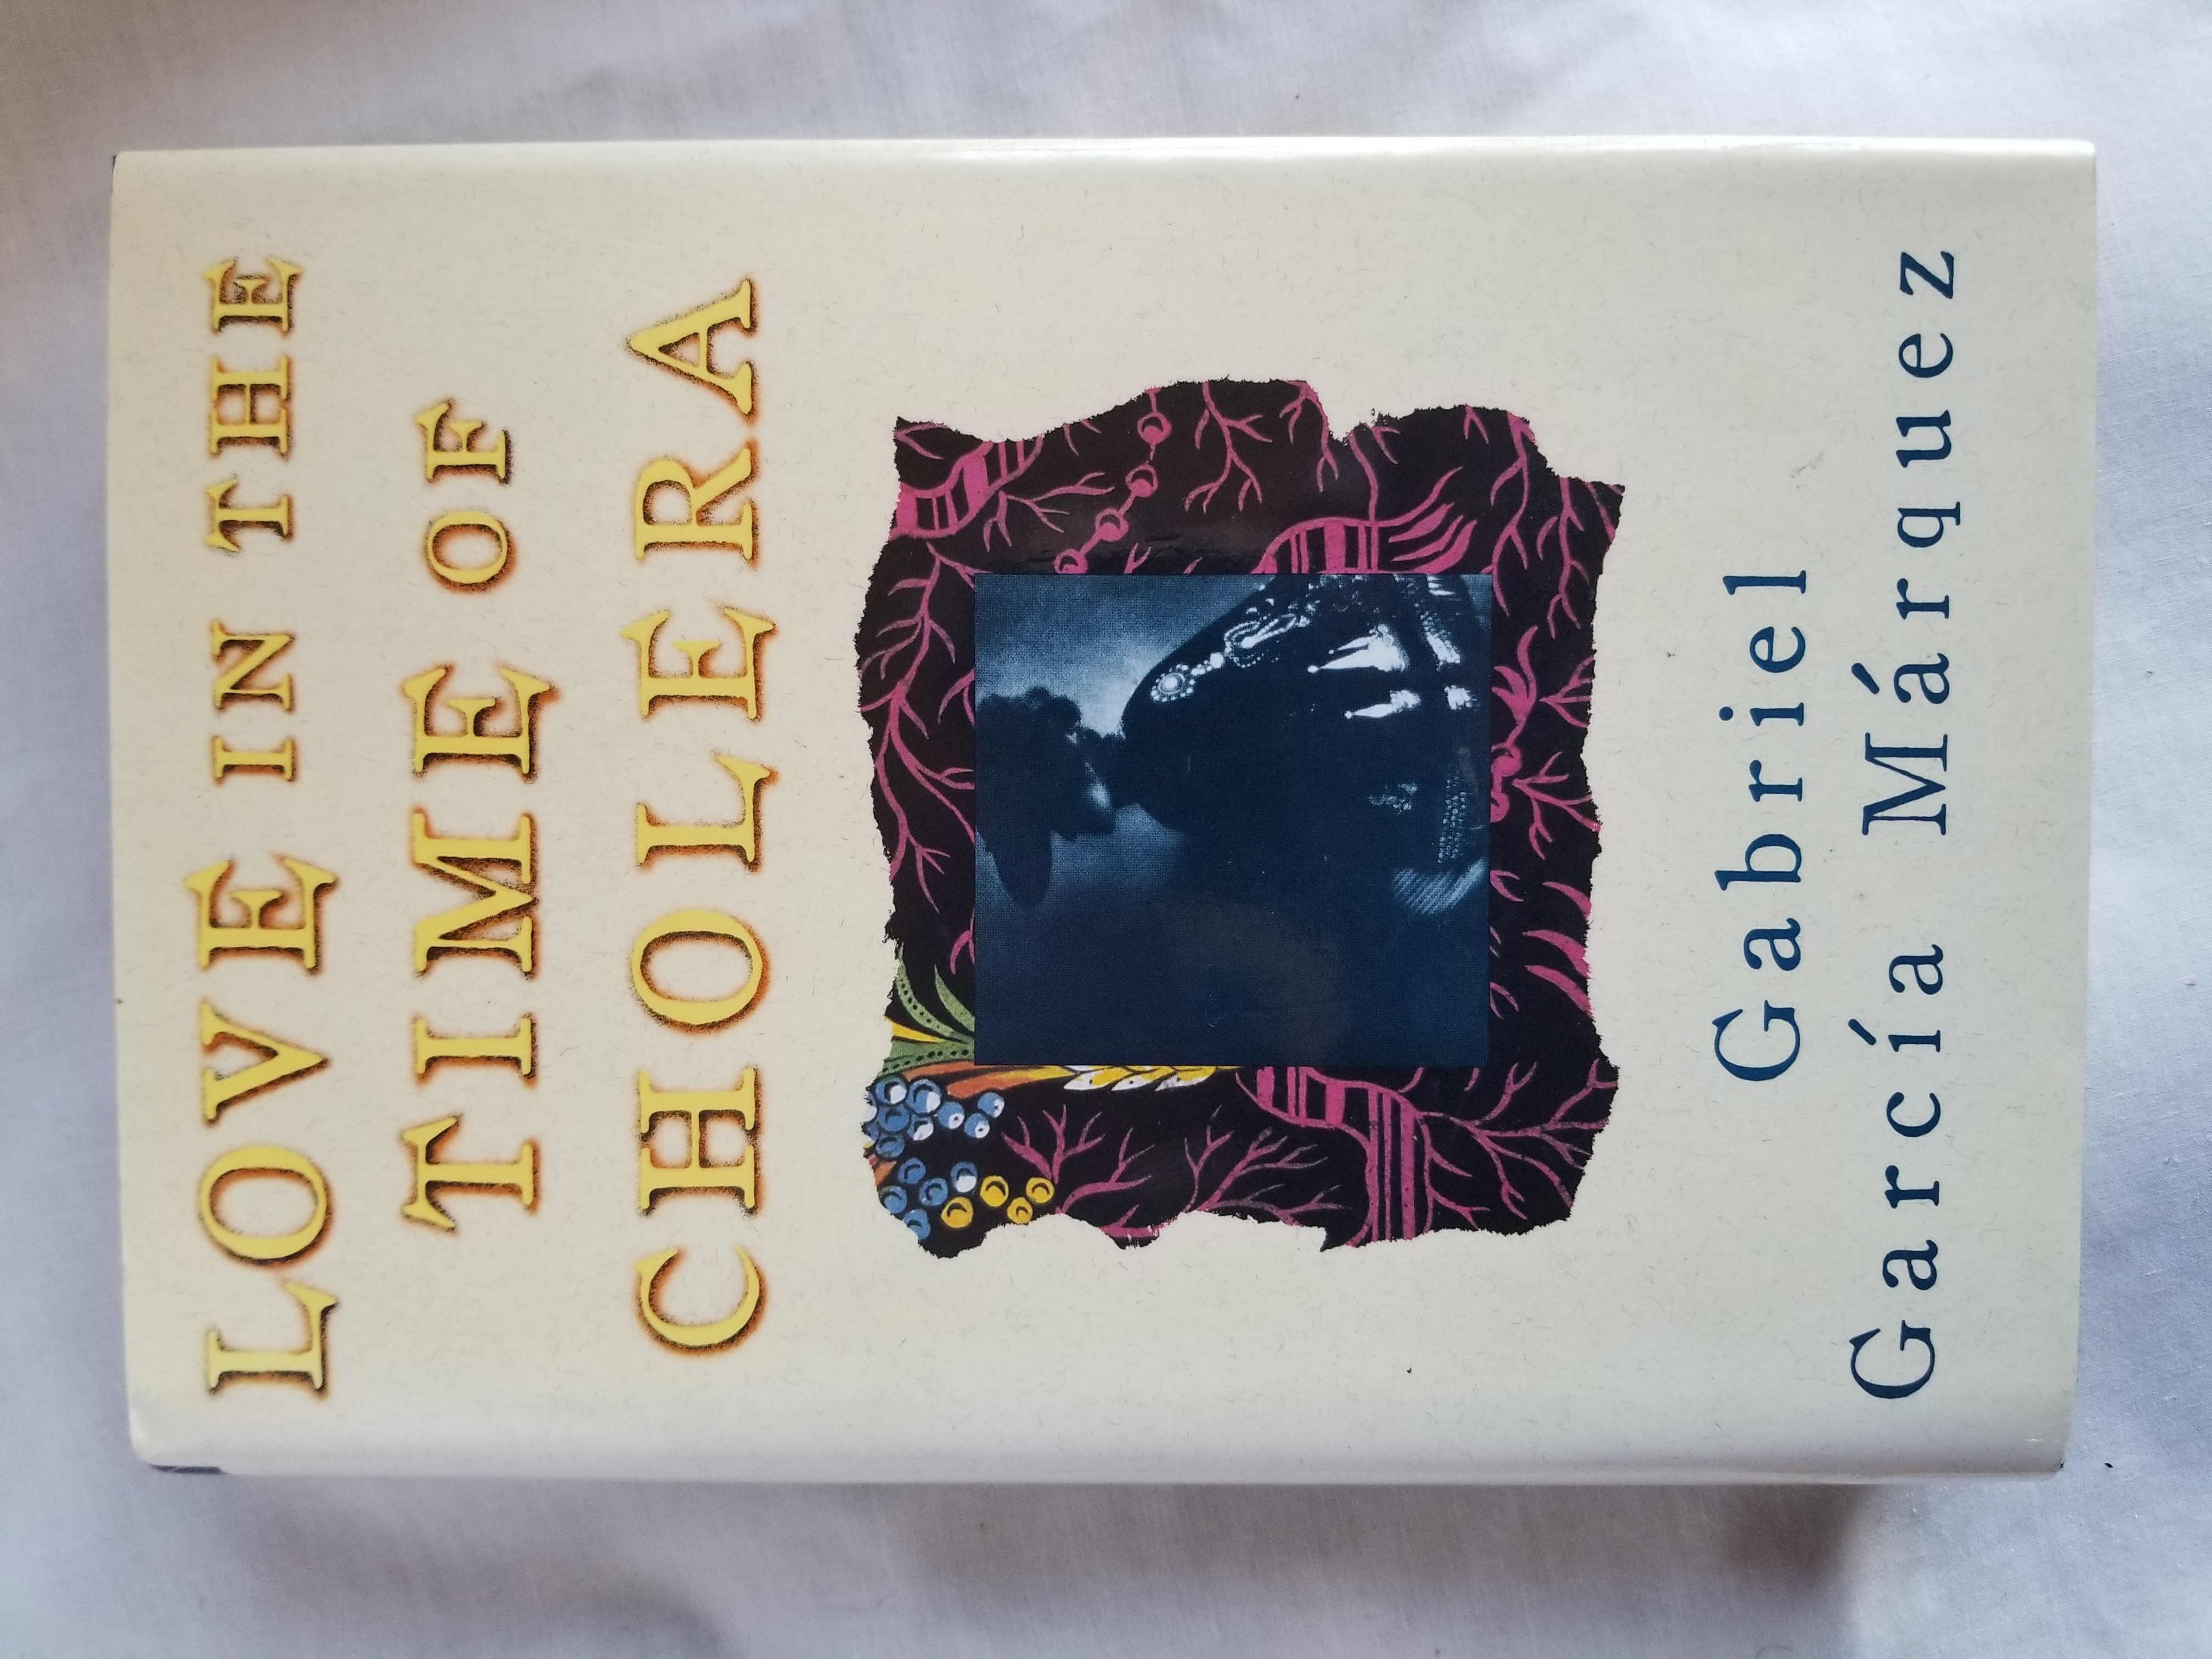 LOVE IN THE
TIME OF
CHOLERA
Gabriel
García Márquez